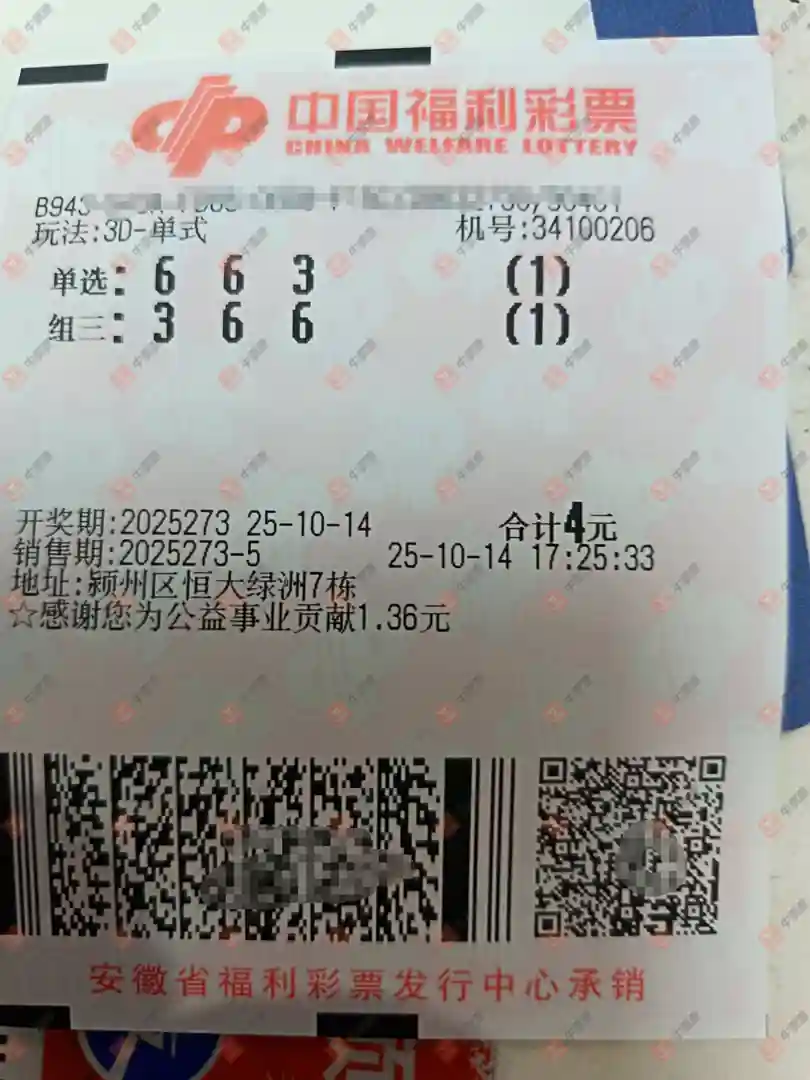 中国福利彩票
CHINA WELFARE LOTTERY
B943
玩法:3D-单式 机号:34100206
单选: 6 6 3 (1)
组三: 3 6 6 (1)
开奖期:2025273 25-10-14 合计4元
销售期:2025273-5 25-10-14 17:25:33
地址:颍州区恒大绿洲7栋
☆感谢您为公益事业贡献1.36元
安徽省福利彩票发行中心承销